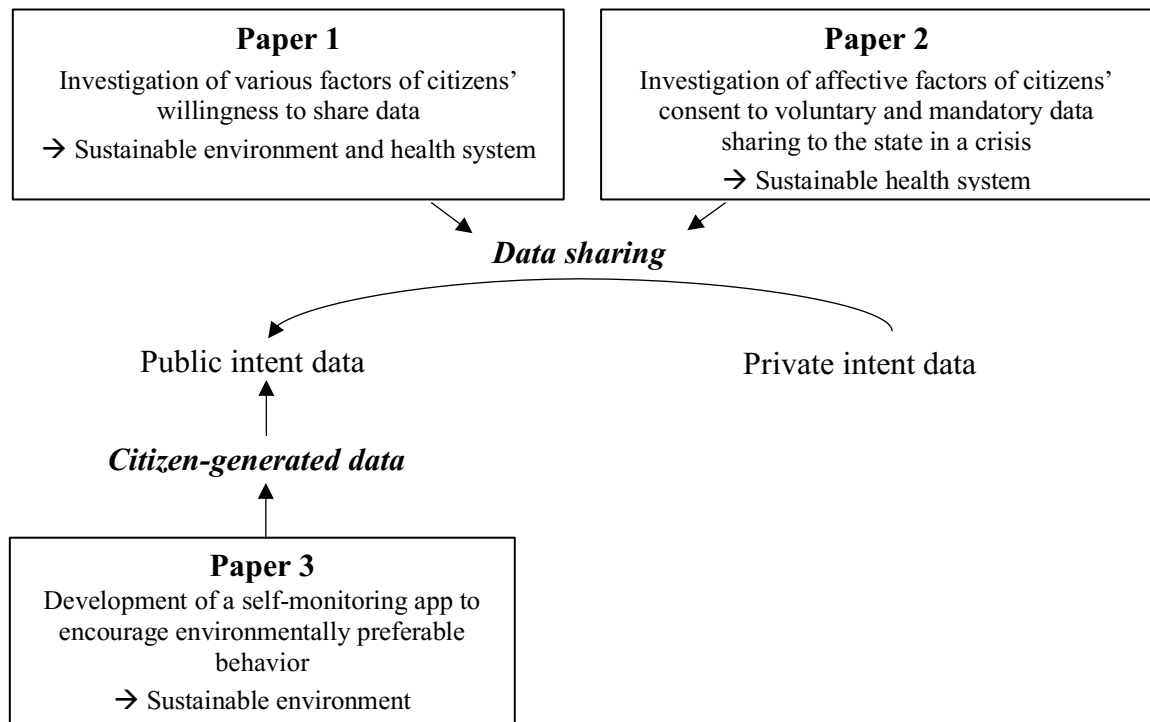 Paper 1
Investigation of various factors of citizens’
willingness to share data
→ Sustainable environment and health system
Paper 2
Investigation of affective factors of citizens’
consent to voluntary and mandatory data
sharing to the state in a crisis
→ Sustainable health system
Data sharing
Public intent data
Private intent data
Citizen-generated data
Paper 3
Development of a self-monitoring app to
encourage environmentally preferable
behavior
→ Sustainable environment